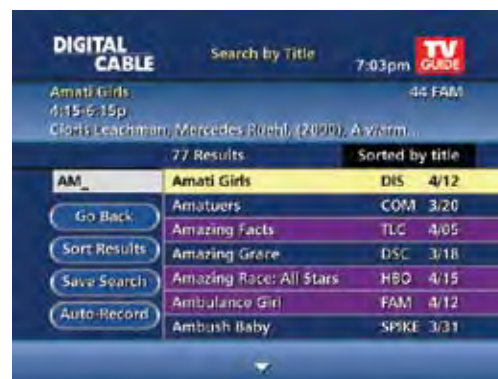 DIGITAL CABLE
Search by Title
7:03pm
TV GUIDE
Amati Girls
44 FAM
4:15-6:15p
Cloris Leachman, Mercedes Ruehl, (2000), A warm...
77 Results
Sorted by title
AM_
Amati Girls DIS 4/12
Go Back
Amatuers COM 3/20
Amazing Facts TLC 4/05
Sort Results
Amazing Grace DSC 3/18
Save Search
Amazing Race: All Stars HBO 4/15
Auto-Record
Ambulance Girl FAM 4/12
Ambush Baby SPIKE 3/31